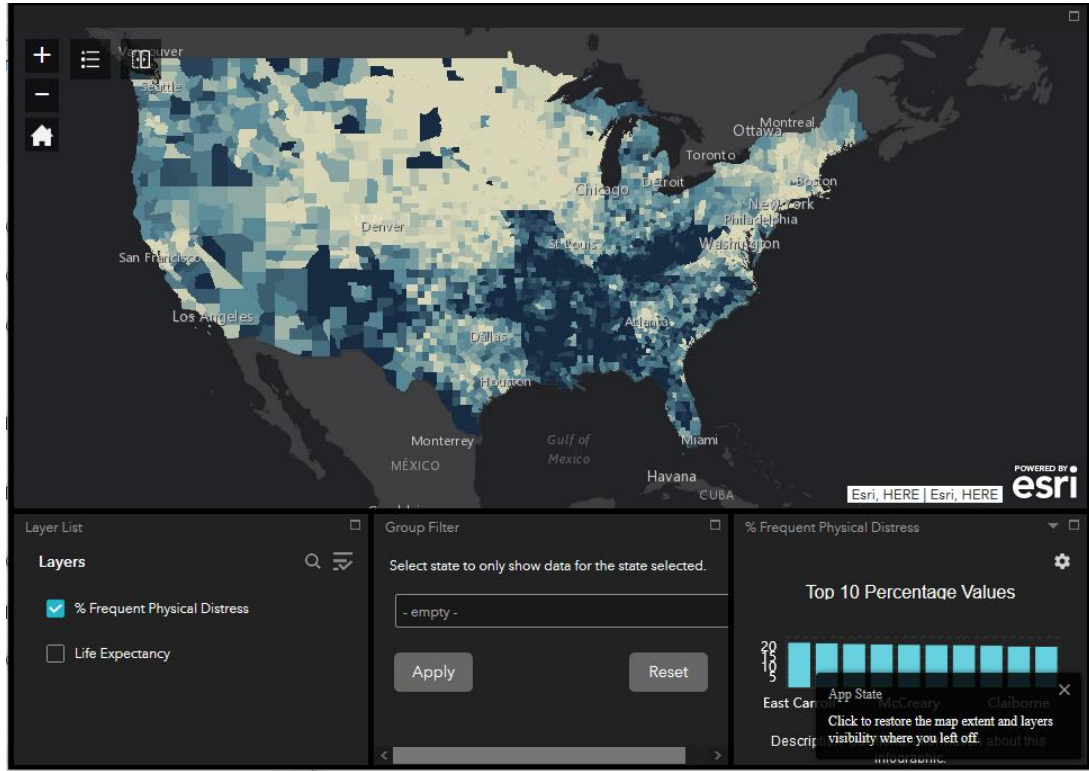 +
Vancouver
Seattle
−
Montreal
Ottawa
Toronto
Boston
Chicago
Detroit
New York
Denver
Philadelphia
St Louis
Washington
San Francisco
Los Angeles
Atlanta
Dallas
Houston
Monterrey
Gulf of
Mexico
Miami
MÉXICO
Havana
CUBA
POWERED BY
esri
Esri, HERE | Esri, HERE
Layer List
Layers
% Frequent Physical Distress
Life Expectancy
Group Filter
Select state to only show data for the state selected.
- empty -
Apply
Reset
% Frequent Physical Distress
Top 10 Percentage Values
20
15
10
5
East Carroll
McCreary
Claiborne
App State
Click to restore the map extent and layers
visibility where you left off.
about this
infographic.